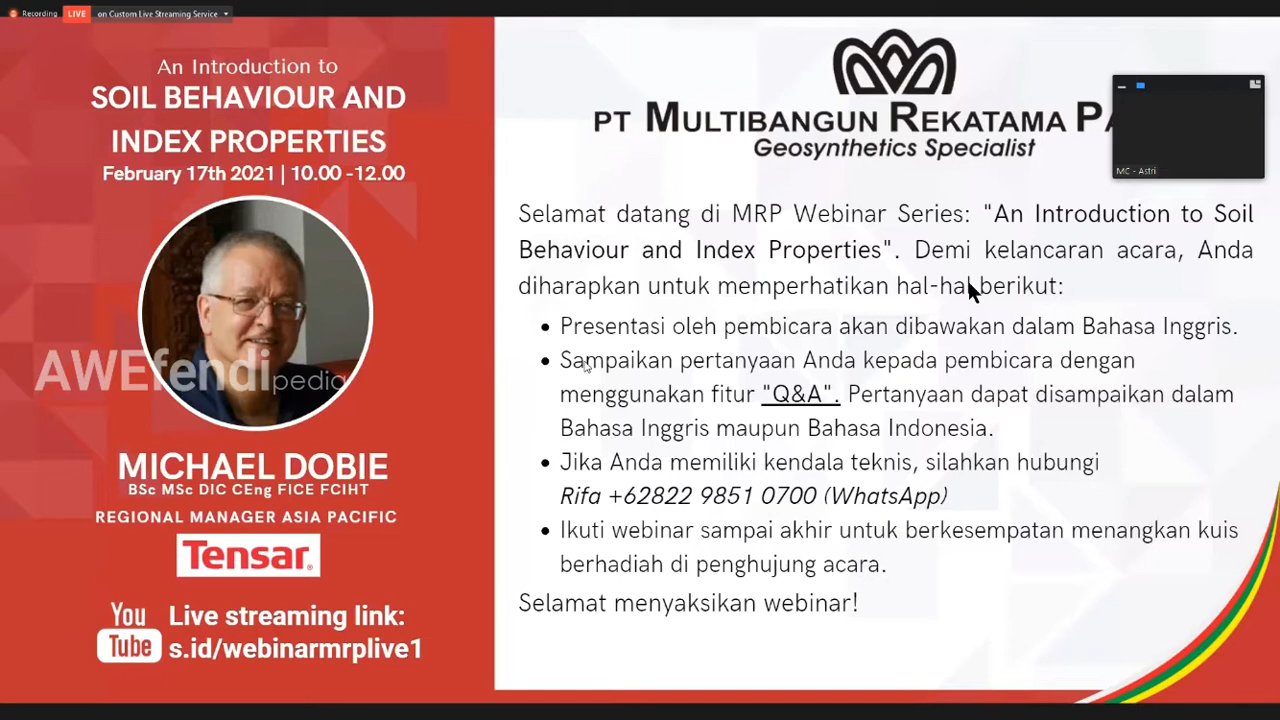 Recording
LIVE
on Custom Live Streaming Service
An Introduction to
SOIL BEHAVIOUR AND
INDEX PROPERTIES
February 17th 2021 | 10.00 -12.00
AWEfendipedia
MICHAEL DOBIE
BSc MSc DIC CEng FICE FCIHT
REGIONAL MANAGER ASIA PACIFIC
Tensar®
You Tube
Live streaming link:
s.id/webinarmrplive1
PT MULTIBANGUN REKATAMA PA
Geosynthetics Specialist
MC - Astri
Selamat datang di MRP Webinar Series: "An Introduction to Soil
Behaviour and Index Properties". Demi kelancaran acara, Anda
diharapkan untuk memperhatikan hal-hal berikut:
• Presentasi oleh pembicara akan dibawakan dalam Bahasa Inggris.
• Sampaikan pertanyaan Anda kepada pembicara dengan
menggunakan fitur "Q&A". Pertanyaan dapat disampaikan dalam
Bahasa Inggris maupun Bahasa Indonesia.
• Jika Anda memiliki kendala teknis, silahkan hubungi
Rifa +62822 9851 0700 (WhatsApp)
• Ikuti webinar sampai akhir untuk berkesempatan menangkan kuis
berhadiah di penghujung acara.
Selamat menyaksikan webinar!